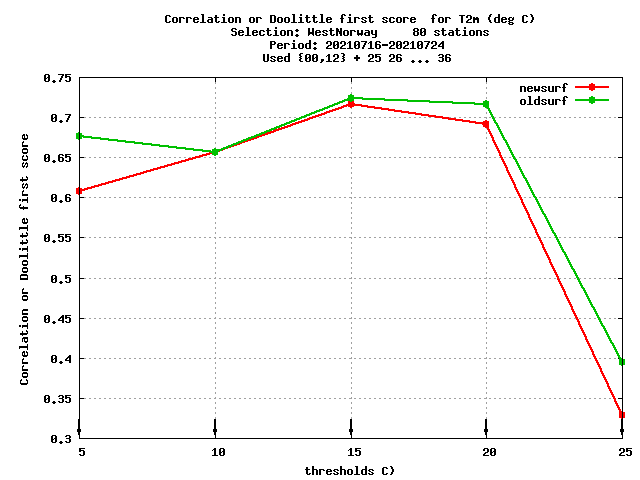 Correlation or Doolittle first score  for T2m (deg C)
Selection: WestNorway     80 stations
Period: 20210716-20210724
Used {00,12} + 25 26 ... 36
newsurf
oldsurf
Correlation or Doolittle first score
0.75
0.7
0.65
0.6
0.55
0.5
0.45
0.4
0.35
0.3
5 10 15 20 25
thresholds C)